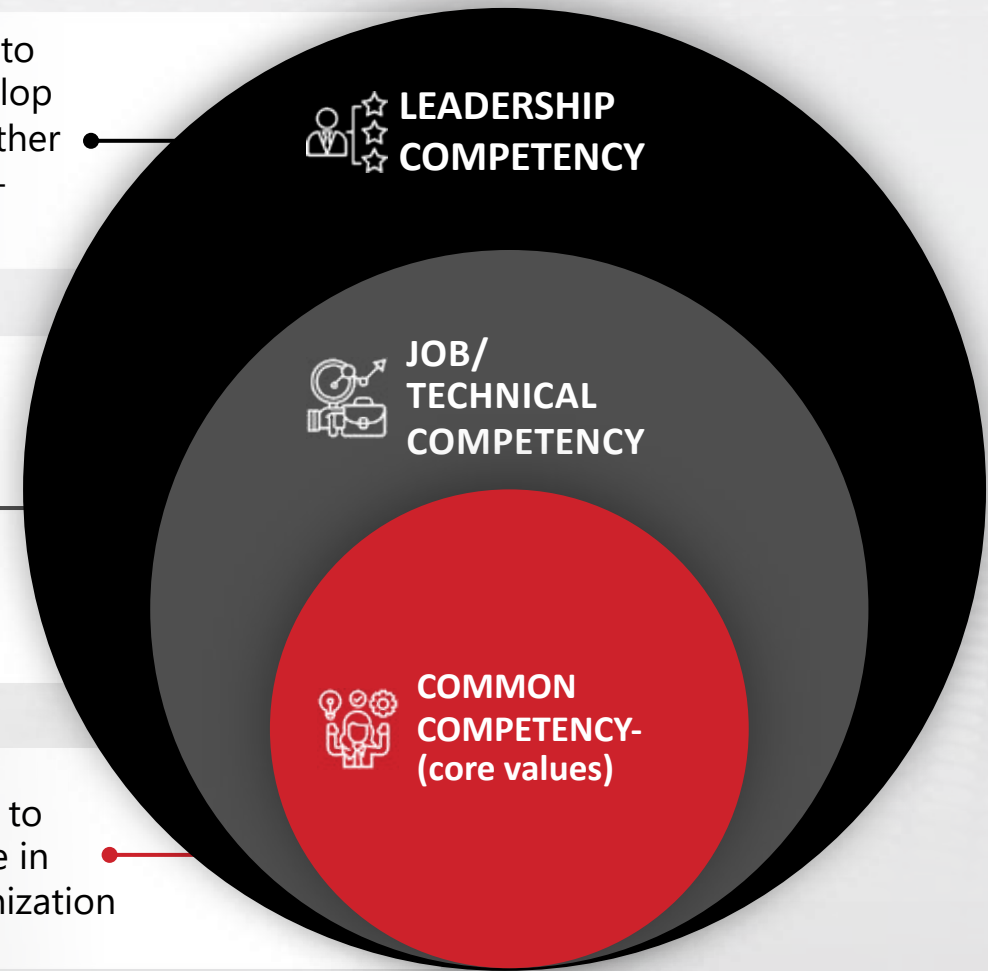 to
lop
ther
-
LEADERSHIP
COMPETENCY
JOB/
TECHNICAL
COMPETENCY
COMMON
COMPETENCY-
(core values)
to
e in
nization